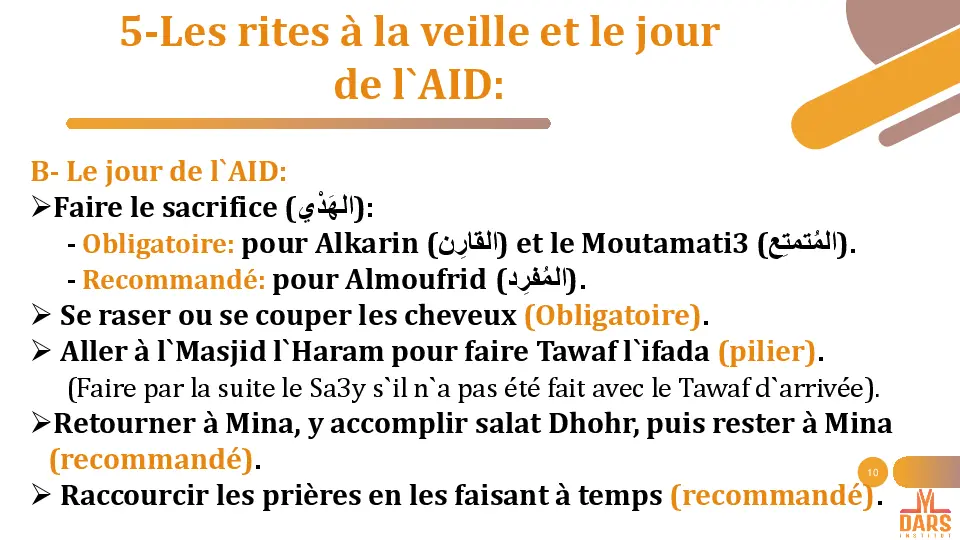 5-Les rites à la veille et le jour
de l`AID:
B- Le jour de l`AID:
➢Faire le sacrifice (الهَدْي):
- Obligatoire: pour Alkarin (القارِن) et le Moutamati3 (المُتمتِع).
- Recommandé: pour Almoufrid (المُفرِد).
➢ Se raser ou se couper les cheveux (Obligatoire).
➢ Aller à l`Masjid l`Haram pour faire Tawaf l`ifada (pilier).
(Faire par la suite le Sa3y s`il n`a pas été fait avec le Tawaf d`arrivée).
➢Retourner à Mina, y accomplir salat Dhohr, puis rester à Mina
(recommandé).
10
➢ Raccourcir les prières en les faisant à temps (recommandé).
DARS
INSTITUT